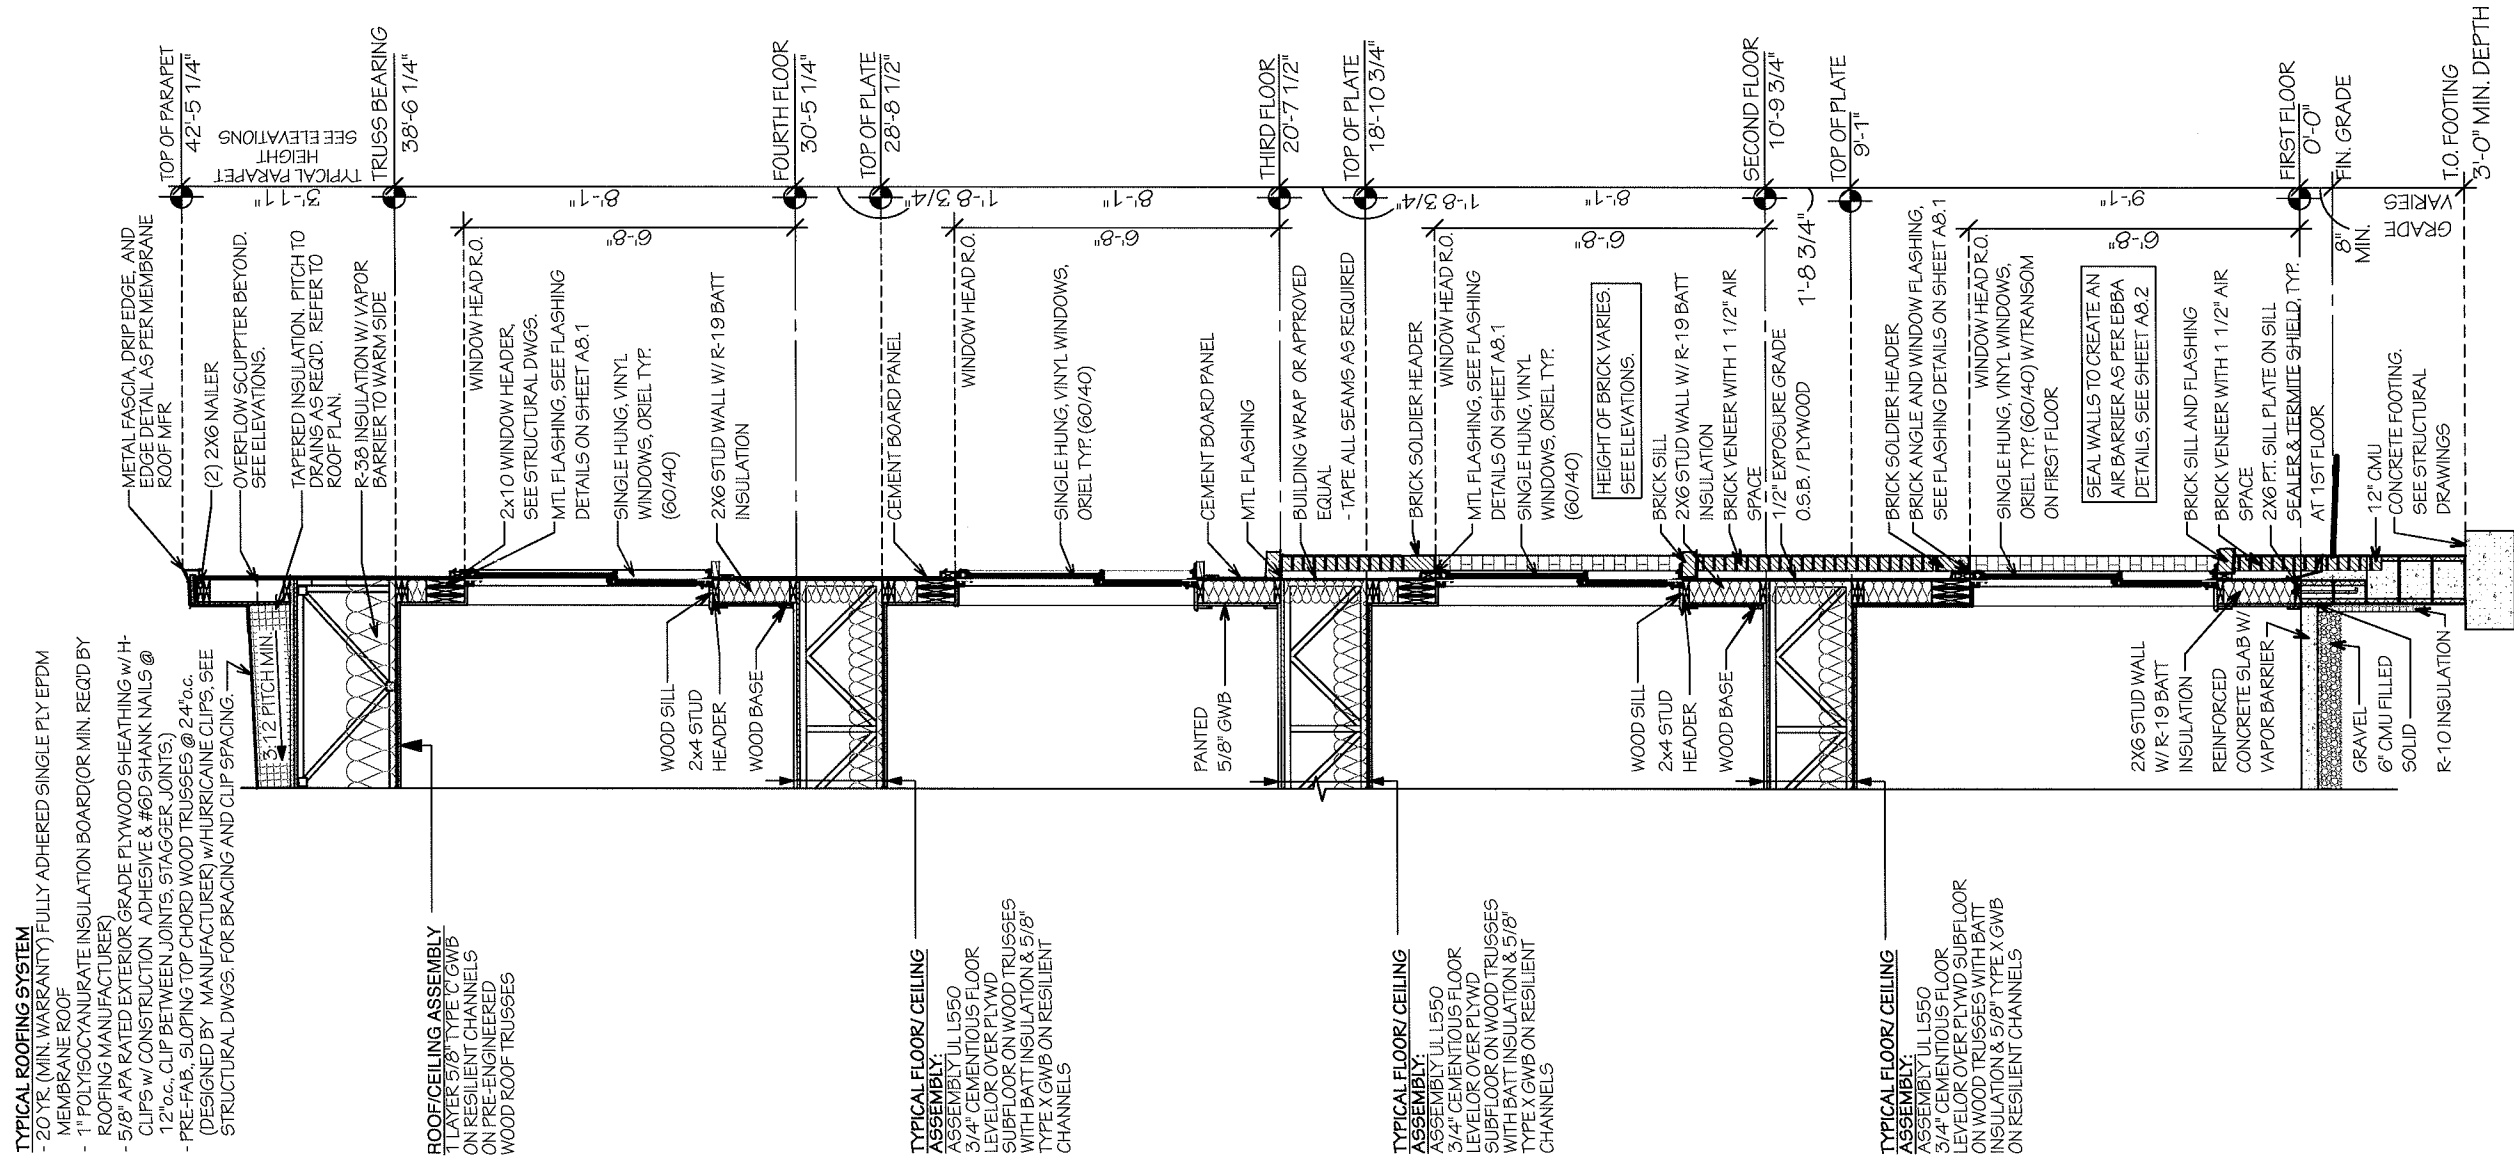 TYPICAL ROOFING SYSTEM
- 20 YR. (MIN. WARRANTY) FULLY ADHERED SINGLE PLY EPDM
MEMBRANE ROOF
- 1" POLYISOCYANURATE INSULATION BOARD(OR MIN. REQ'D BY
ROOFING MANUFACTURER)
- 5/8" APA RATED EXTERIOR GRADE PLYWOOD SHEATHING w/ H-
CLIPS w/ CONSTRUCTION ADHESIVE & #6D SHANK NAILS @
12"o.c., CLIP BETWEEN JOINTS, STAGGER JOINTS.)
- PRE-FAB., SLOPING TOP CHORD WOOD TRUSSES @ 24"o.c.
(DESIGNED BY MANUFACTURER) w/HURRICAINE CLIPS, SEE
STRUCTURAL DWGS. FOR BRACING AND CLIP SPACING.
ROOF/CEILING ASSEMBLY
1 LAYER 5/8" TYPE 'C' GWB
ON RESILIENT CHANNELS
ON PRE-ENGINEERED
WOOD ROOF TRUSSES
TYPICAL FLOOR/ CEILING
ASSEMBLY:
ASSEMBLY UL L550
3/4" CEMENTIOUS FLOOR
LEVELOR OVER PLYWD
SUBFLOOR ON WOOD TRUSSES
WITH BATT INSULATION & 5/8"
TYPE X GWB ON RESILIENT
CHANNELS
TYPICAL FLOOR/ CEILING
ASSEMBLY:
ASSEMBLY UL L550
3/4" CEMENTIOUS FLOOR
LEVELOR OVER PLYWD
SUBFLOOR ON WOOD TRUSSES
WITH BATT INSULATION & 5/8"
TYPE X GWB ON RESILIENT
CHANNELS
TYPICAL FLOOR/ CEILING
ASSEMBLY:
ASSEMBLY UL L550
3/4" CEMENTIOUS FLOOR
LEVELOR OVER PLYWD SUBFLOOR
ON WOOD TRUSSES WITH BATT
INSULATION & 5/8" TYPE X GWB
ON RESILIENT CHANNELS
3:12 PITCH MIN.
WOOD SILL
2x4 STUD
HEADER
WOOD BASE
PANTED
5/8" GWB
WOOD SILL
2x4 STUD
HEADER
WOOD BASE
2X6 STUD WALL
W/ R-19 BATT
INSULATION
REINFORCED
CONCRETE SLAB W/
VAPOR BARRIER
GRAVEL
6" CMU FILLED
SOLID
R-10 INSULATION
METAL FASCIA, DRIP EDGE, AND
EDGE DETAIL AS PER MEMBRANE
ROOF MFR
(2) 2X6 NAILER
OVERFLOW SCUPPTER BEYOND.
SEE ELEVATIONS.
TAPERED INSULATION. PITCH TO
DRAINS AS REQ'D. REFER TO
ROOF PLAN.
R-38 INSULATION W/ VAPOR
BARRIER TO WARM SIDE
WINDOW HEAD R.O.
2x10 WINDOW HEADER,
SEE STRUCTURAL DWGS.
MTL FLASHING, SEE FLASHING
DETAILS ON SHEET A8.1
SINGLE HUNG, VINYL
WINDOWS, ORIEL TYP.
(60/40)
2X6 STUD WALL W/ R-19 BATT
INSULATION
CEMENT BOARD PANEL
WINDOW HEAD R.O.
SINGLE HUNG, VINYL WINDOWS,
ORIEL TYP.(60/40)
CEMENT BOARD PANEL
MTL FLASHING
BUILDING WRAP OR APPROVED
EQUAL
- TAPE ALL SEAMS AS REQUIRED
BRICK SOLDIER HEADER
WINDOW HEAD R.O.
MTL FLASHING, SEE FLASHING
DETAILS ON SHEET A8.1
SINGLE HUNG, VINYL
WINDOWS, ORIEL TYP.
(60/40)
HEIGHT OF BRICK VARIES.
SEE ELEVATIONS.
BRICK SILL
2X6 STUD WALL W/ R-19 BATT
INSULATION
BRICK VENEER WITH 1 1/2" AIR
SPACE
1/2" EXPOSURE GRADE
O.S.B. / PLYWOOD
BRICK SOLDIER HEADER
BRICK ANGLE AND WINDOW FLASHING,
SEE FLASHING DETAILS ON SHEET A8.1
WINDOW HEAD R.O.
SINGLE HUNG, VINYL WINDOWS,
ORIEL TYP. (60/40) W/TRANSOM
ON FIRST FLOOR
SEAL WALLS TO CREATE AN
AIR BARRIER AS PER EBBA
DETAILS, SEE SHEET A8.2
BRICK SILL AND FLASHING
BRICK VENEER WITH 1 1/2" AIR
SPACE
2X6 P.T. SILL PLATE ON SILL
SEALER & TERMITE SHIELD, TYP.
AT 1ST FLOOR
12" CMU
CONCRETE FOOTING.
SEE STRUCTURAL
DRAWINGS
6'-8"
6'-8"
6'-8"
6'-8"
3'-11"
TYPICAL PARAPET
HEIGHT
SEE ELEVATIONS
8'-1"
1'-8 3/4"
8'-1"
1'-8 3/4"
8'-1"
1'-8 3/4"
9'-1"
8"
MIN.
GRADE
VARIES
TOP OF PARAPET
42'-5 1/4"
TRUSS BEARING
38'-6 1/4"
FOURTH FLOOR
30'-5 1/4"
TOP OF PLATE
28'-8 1/2"
THIRD FLOOR
20'-7 1/2"
TOP OF PLATE
18'-10 3/4"
SECOND FLOOR
10'-9 3/4"
TOP OF PLATE
9'-1"
FIRST FLOOR
0'-0"
FIN. GRADE
T.O. FOOTING
3'-0" MIN. DEPTH